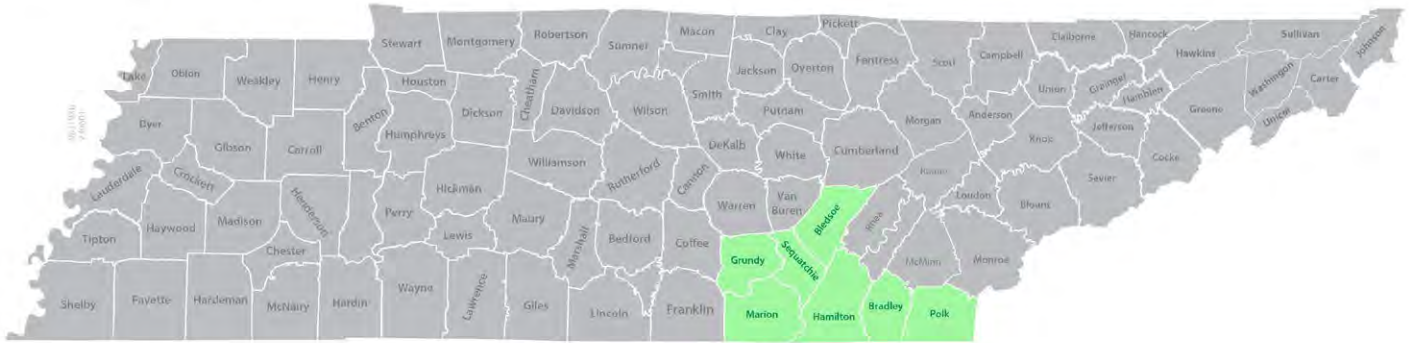 Stewart
Montgomery
Robertson
Sumner
Macon
Clay
Pickett
Claiborne
Hancock
Sullivan
Johnson
Lake
Obion
Weakley
Henry
Houston
Cheatham
Jackson
Overton
Fentress
Scott
Campbell
Union
Grainger
Hawkins
Hamblen
Washington
Carter
Dyer
Benton
Humphreys
Dickson
Davidson
Wilson
Smith
Putnam
Morgan
Anderson
Greene
Unicoi
Gibson
Carroll
Knox
Jefferson
Cocke
Lauderdale
Crockett
Henderson
Williamson
Rutherford
Cannon
DeKalb
White
Cumberland
Loudon
Blount
Sevier
Tipton
Haywood
Madison
Chester
Perry
Hickman
Lewis
Maury
Marshall
Bedford
Coffee
Warren
Van
Buren
Bledsoe
Rhea
McMinn
Monroe
Grundy
Sequatchie
Shelby
Fayette
Hardeman
McNairy
Hardin
Wayne
Lawrence
Giles
Lincoln
Franklin
Marion
Hamilton
Bradley
Polk